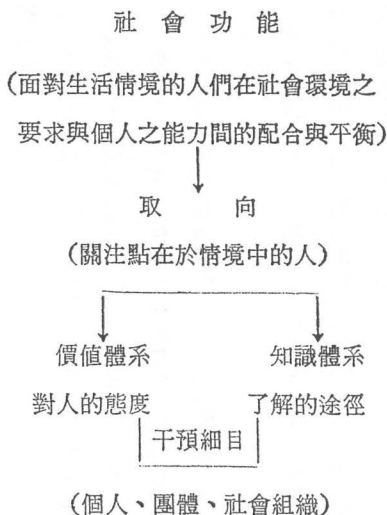 社會功能
(面對生活情境的人們在社會環境之
要求與個人之能力間的配合與平衡)
取向
(關注點在於情境中的人)
價值體系 知識體系
對人的態度 了解的途徑
干預細目
(個人、團體、社會組織)